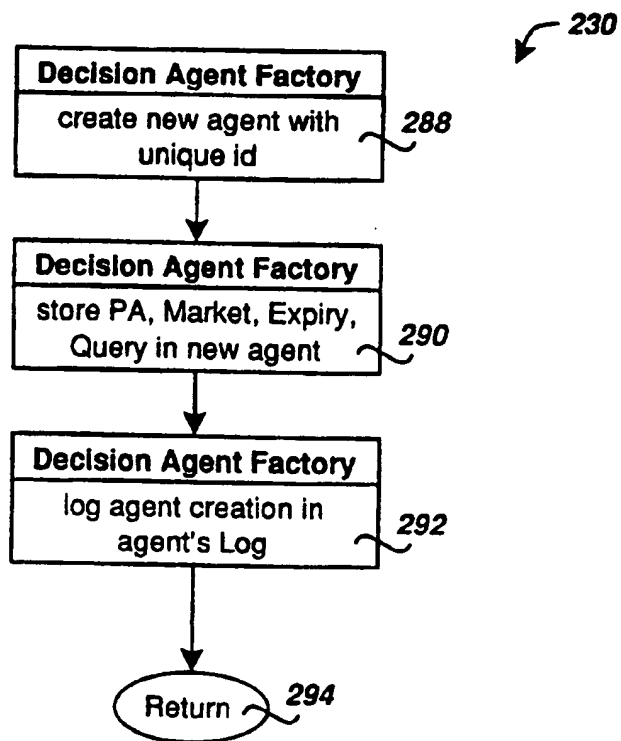 230
Decision Agent Factory
create new agent with
unique id
288
Decision Agent Factory
store PA, Market, Expiry,
Query in new agent
290
Decision Agent Factory
log agent creation in
agent's Log
292
Return
294